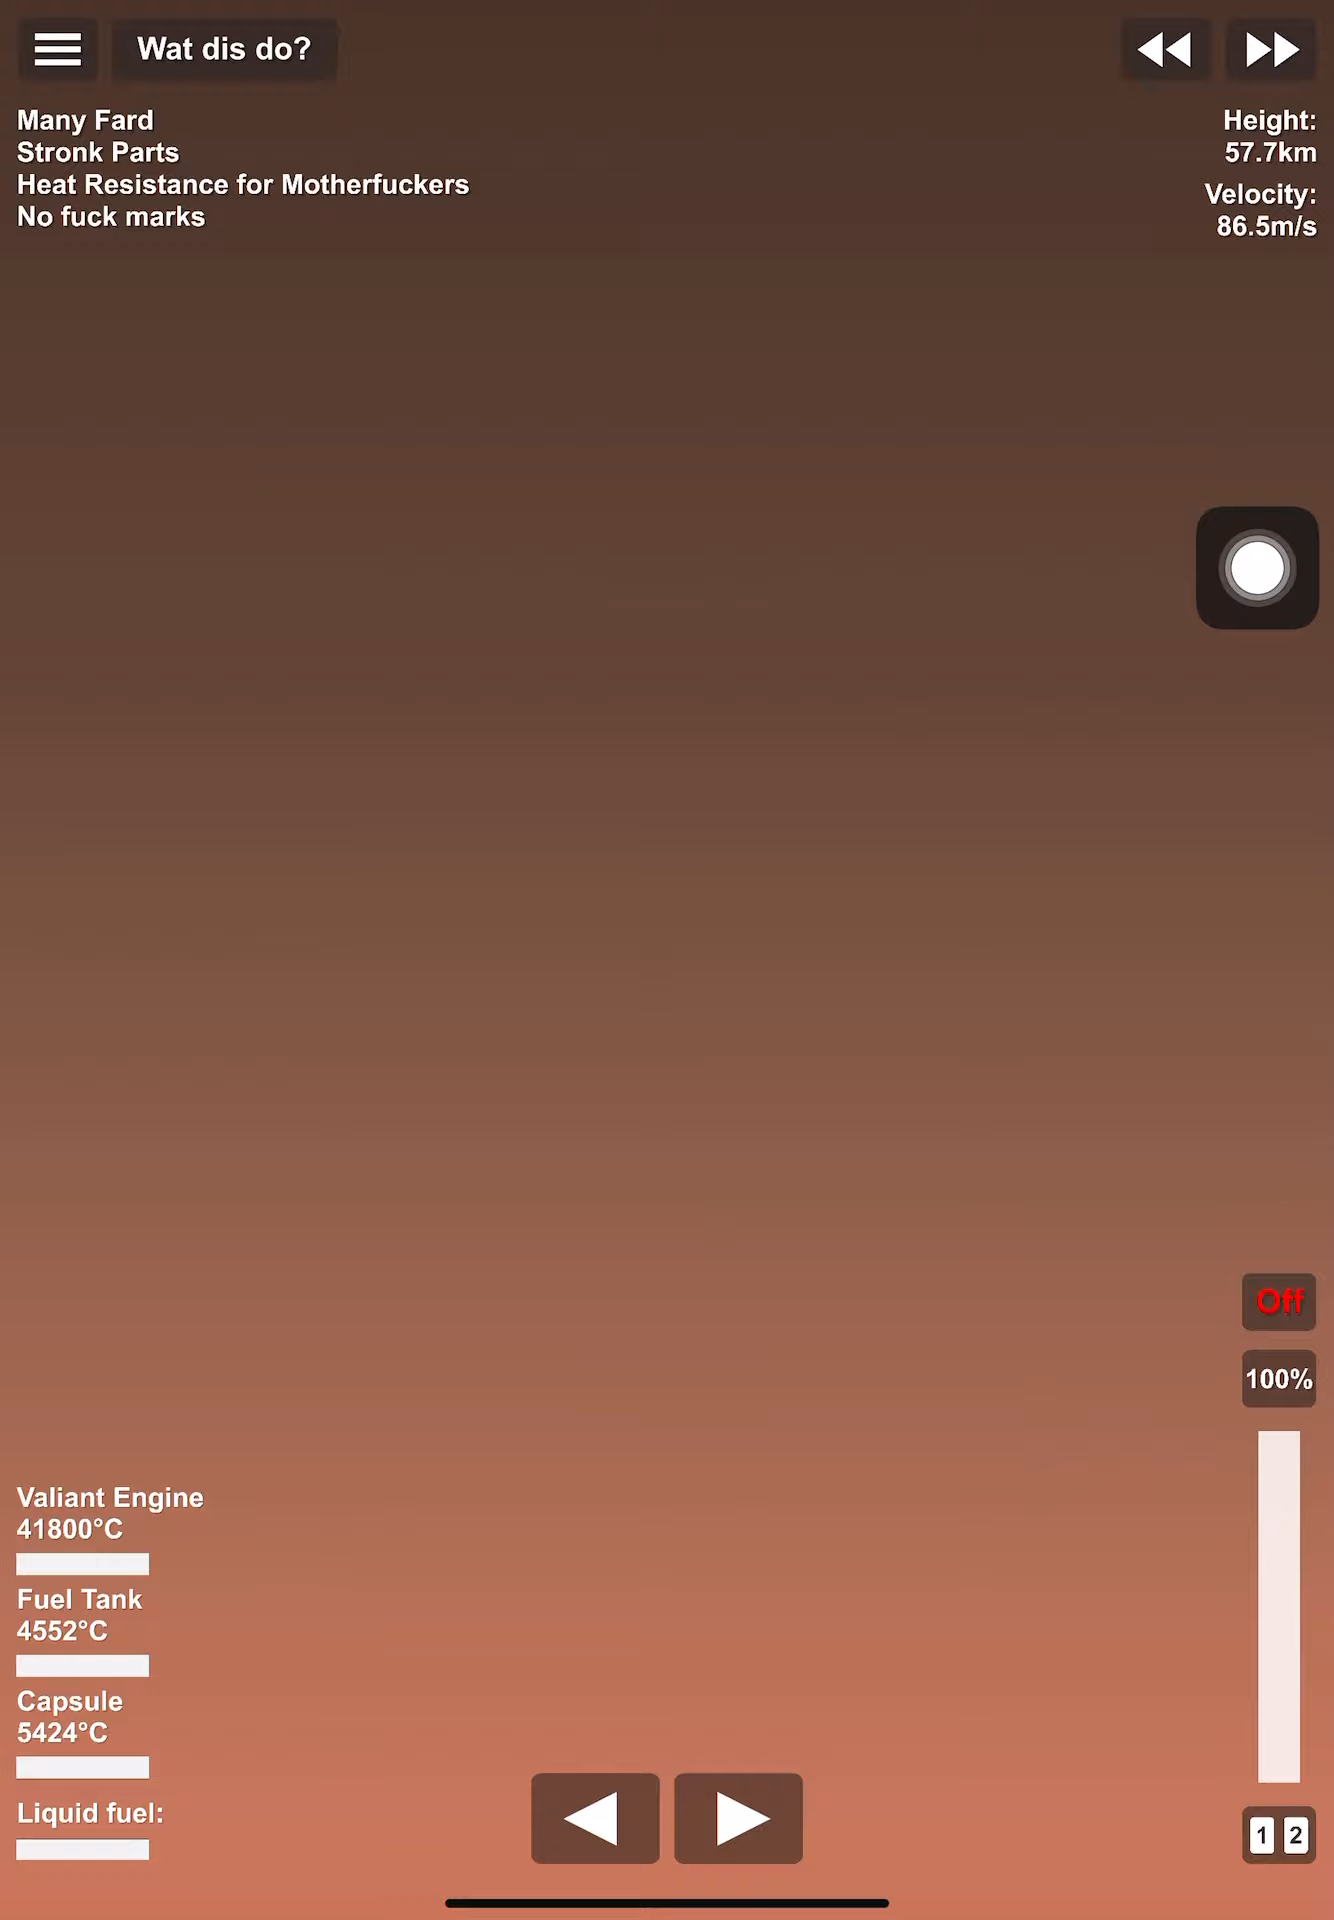 Wat dis do?
Many Fard
Stronk Parts
Heat Resistance for Motherfuckers
No fuck marks
Height:
57.7km
Velocity:
86.5m/s
Off
100%
Valiant Engine
41800°C
Fuel Tank
4552°C
Capsule
5424°C
Liquid fuel:
1 2